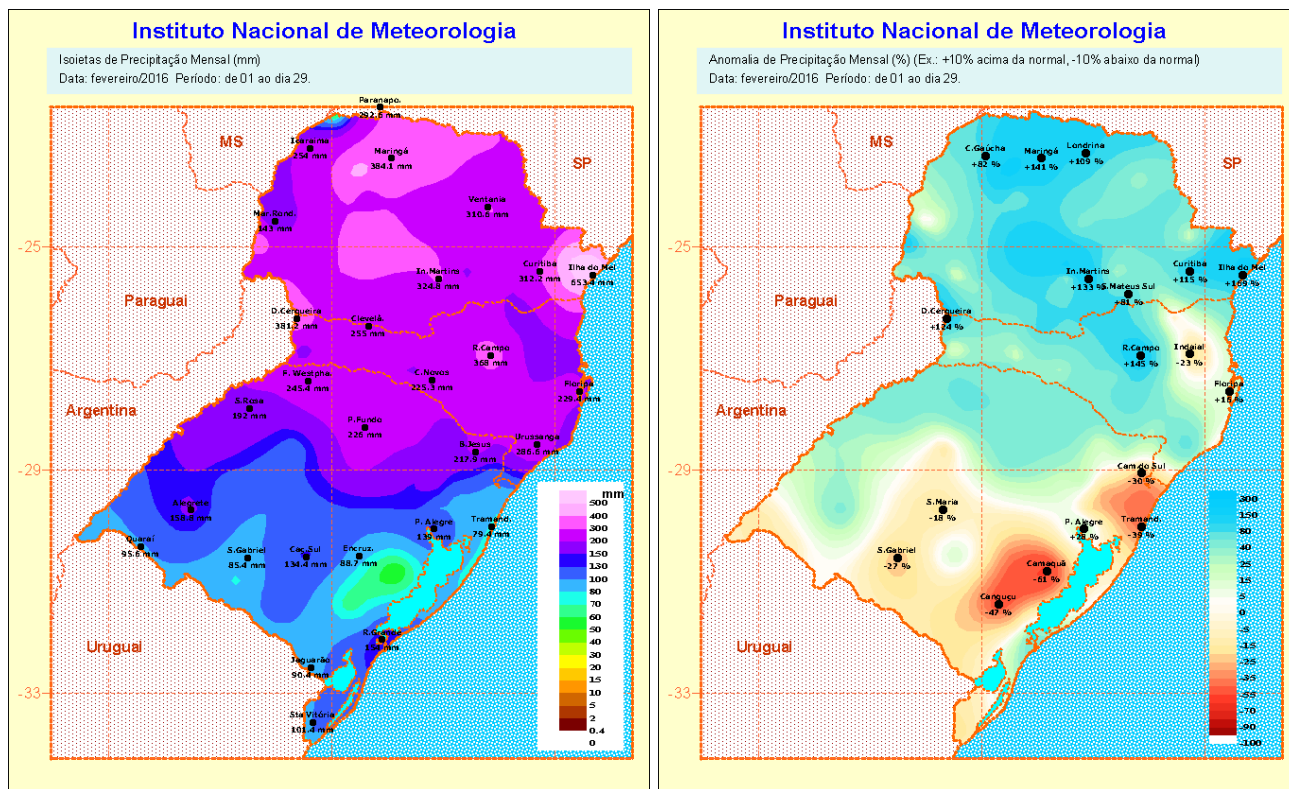 Instituto Nacional de Meteorologia
Isoietas de Precipitação Mensal (mm)
Data: fevereiro/2016 Período: de 01 ao dia 29.
Paranapo.
292.6 mm
MS
Icaraima
254 mm
Maringá
384.1 mm
SP
Ventania
310.6 mm
Mar.Rond.
143 mm
-25
Curitiba
312.2 mm
Ilha do Mel
653.4 mm
In.Martins
324.8 mm
Paraguai
D.Cerqueira
381.2 mm
Clevelâ.
255 mm
R.Campo
368 mm
F. Westpha.
245.4 mm
C.Novos
225.3 mm
Floripa
229.4 mm
Argentina
S.Rosa
192 mm
P.Fundo
226 mm
B.Jesus
217.9 mm
Urussanga
286.6 mm
-29
Alegrete
158.8 mm
Quaraí
95.6 mm
P. Alegre
139 mm
Tramand.
79.4 mm
S.Gabriel
85.4 mm
Caç.Sul
134.4 mm
Encruz.
88.7 mm
Uruguai
R.Grande
mm
Jaguarão
90.4 mm
-33
Sta Vitória
101.4 mm
mm
500
400
300
200
150
130
100
80
70
60
50
40
30
20
15
10
5
2
0.4
0
Instituto Nacional de Meteorologia
Anomalia de Precipitação Mensal (%) (Ex.: +10% acima da normal, -10% abaixo da normal)
Data: fevereiro/2016 Período: de 01 ao dia 29.
MS
C.Gaúcha
+82 %
Maringá
+141 %
Londrina
+109 %
SP
-25
In.Martins
+133 %
Curitiba
+115 %
Ilha do Mel
+169 %
S.Mateus Sul
+81 %
Paraguai
D.Cerqueira
+124 %
R.Campo
+145 %
Indaial
-23 %
Floripa
+16 %
Argentina
-29
Cam.do Sul
-30 %
S.Maria
-18 %
P. Alegre
+28 %
Tramand.
-39 %
S.Gabriel
-27 %
Camaquã
-61 %
Canguçu
-47 %
Uruguai
-33
300
150
80
40
25
15
5
0
-5
-15
-25
-35
-55
-70
-90
-100